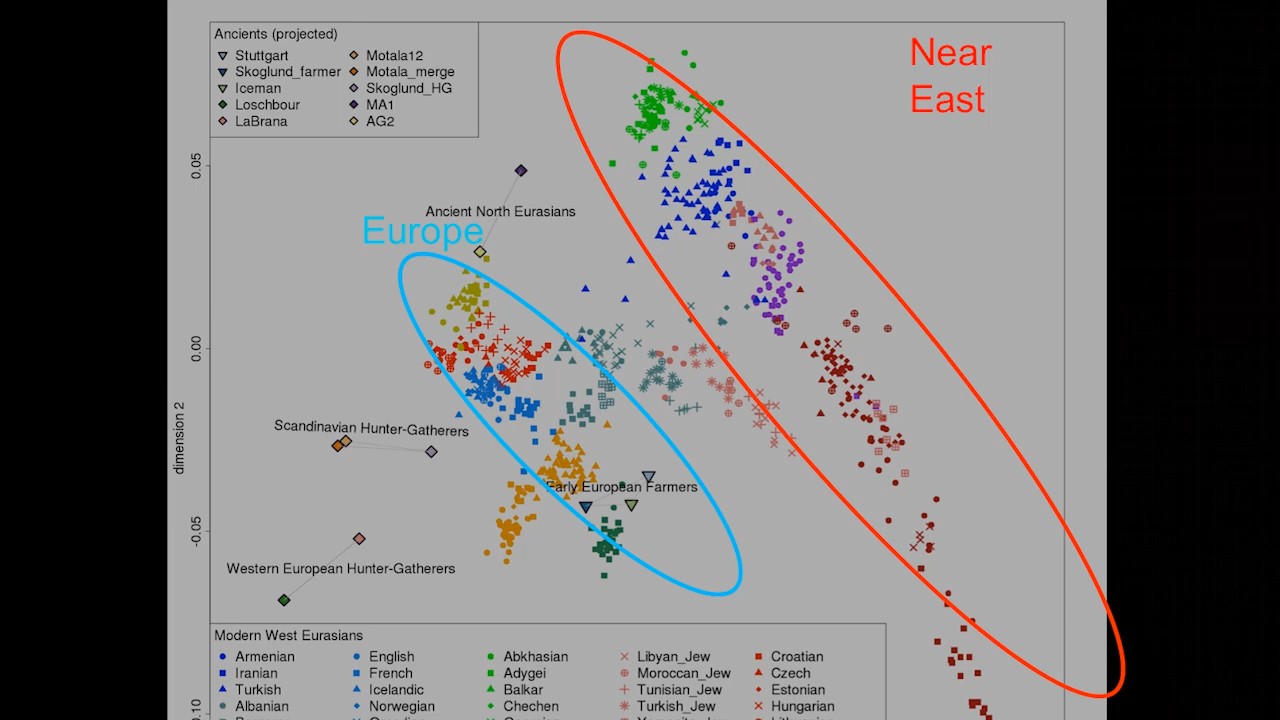 Ancients (projected)
Stuttgart
Motala12
Skoglund_farmer
Motala_merge
Iceman
Skoglund_HG
Loschbour
MA1
LaBrana
AG2
Near
East
0.05
Ancient North Eurasians
Europe
0.00
dimension 2
Scandinavian Hunter-Gatherers
Early European Farmers
-0.05
Western European Hunter-Gatherers
Modern West Eurasians
Armenian
English
Abkhasian
Libyan_Jew
Croatian
Iranian
French
Adygei
Moroccan_Jew
Czech
Turkish
Icelandic
Balkar
Tunisian_Jew
Estonian
Albanian
Norwegian
Chechen
Turkish_Jew
Hungarian